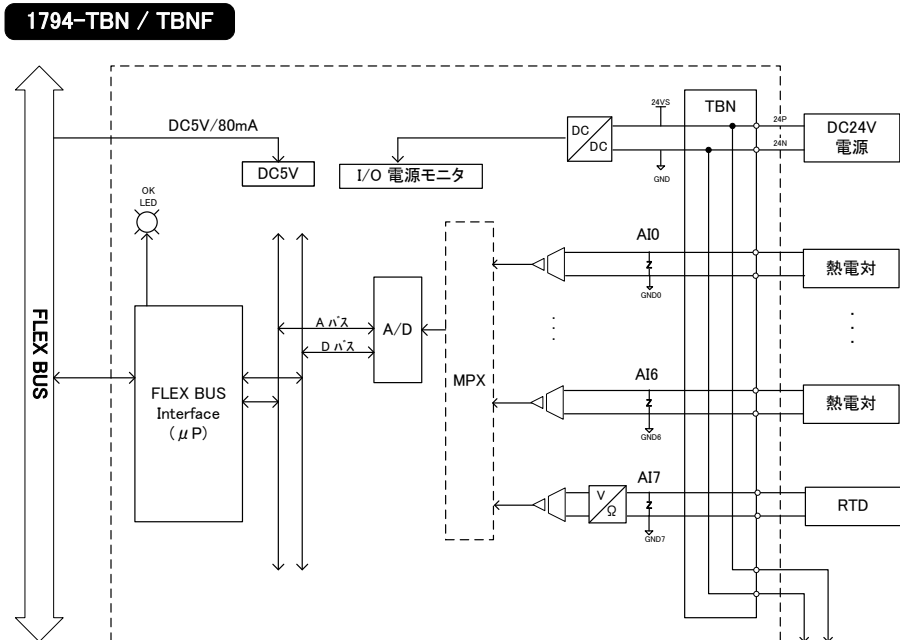 1794-TBN / TBNF
DC5V/80mA
DC5V
I/O 電源モニタ
DC
DC
24VS
GND
TBN
24P
24N
DC24V
電源
OK
LED
FLEX BUS
FLEX BUS
Interface
(μP)
A バス
D バス
A/D
MPX
AI0
GND0
熱電対
AI6
GND6
熱電対
AI7
V
Ω
GND7
RTD